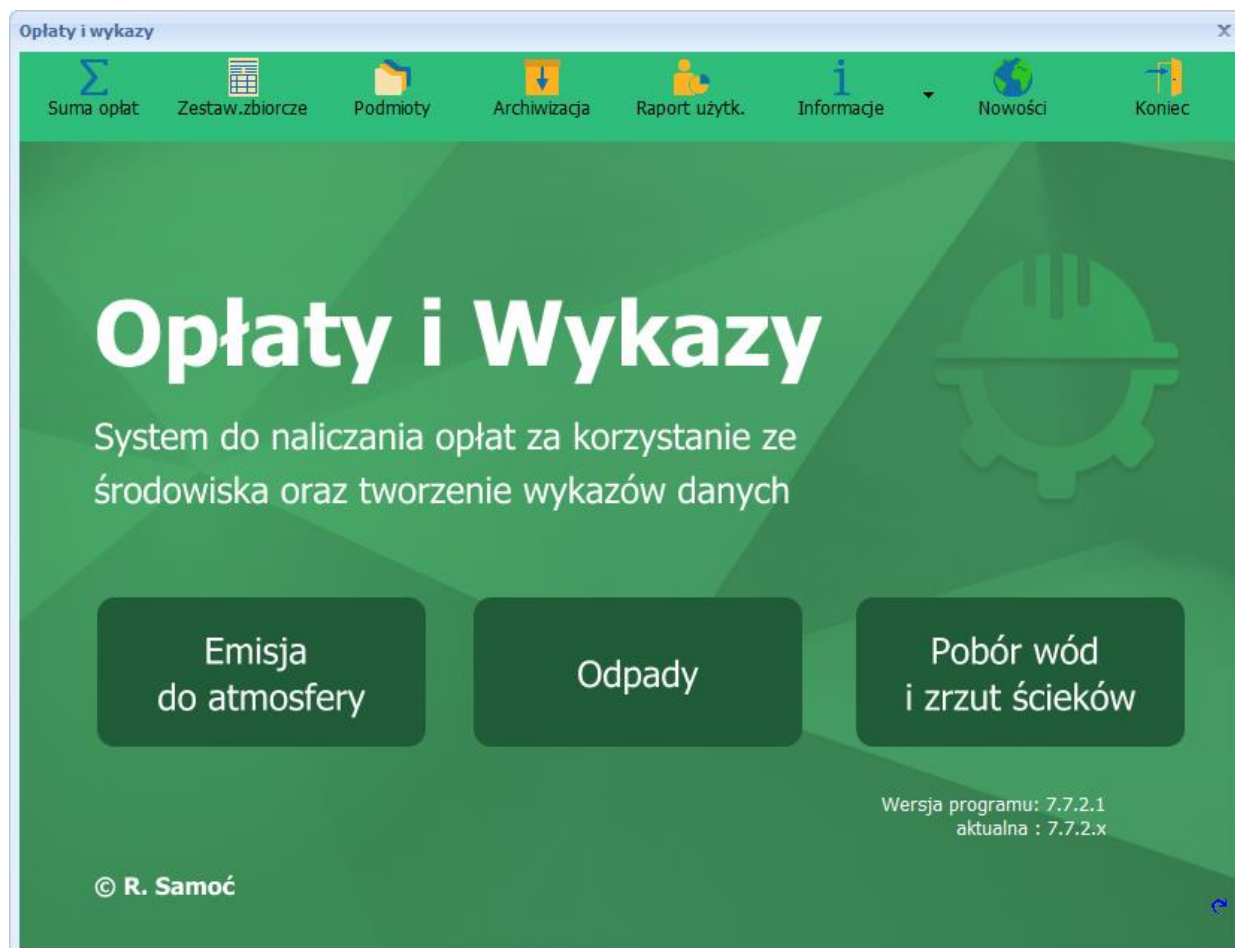 Opłaty i wykazy
Suma opłat Zestaw.zbiorcze Podmioty Archiwizacja Raport użytk. Informacje Nowości Koniec
Opłaty i Wykazy
System do naliczania opłat za korzystanie ze
środowiska oraz tworzenie wykazów danych
Emisja
do atmosfery
Odpady
Pobór wód
i zrzut ścieków
Wersja programu: 7.7.2.1
aktualna : 7.7.2.x
© R. Samoć